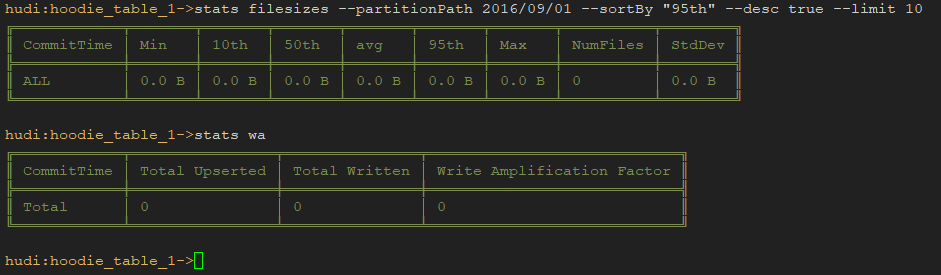 hudi:hoodie_table_1->stats filesizes --partitionPath 2016/09/01 --sortBy "95th" --desc true --limit 10
CommitTime Min 10th 50th avg 95th Max NumFiles StdDev
ALL 0.0 B 0.0 B 0.0 B 0.0 B 0.0 B 0.0 B 0 0.0 B
hudi:hoodie_table_1->stats wa
CommitTime Total Upserted Total Written Write Amplification Factor
Total 0 0 0
hudi:hoodie_table_1->